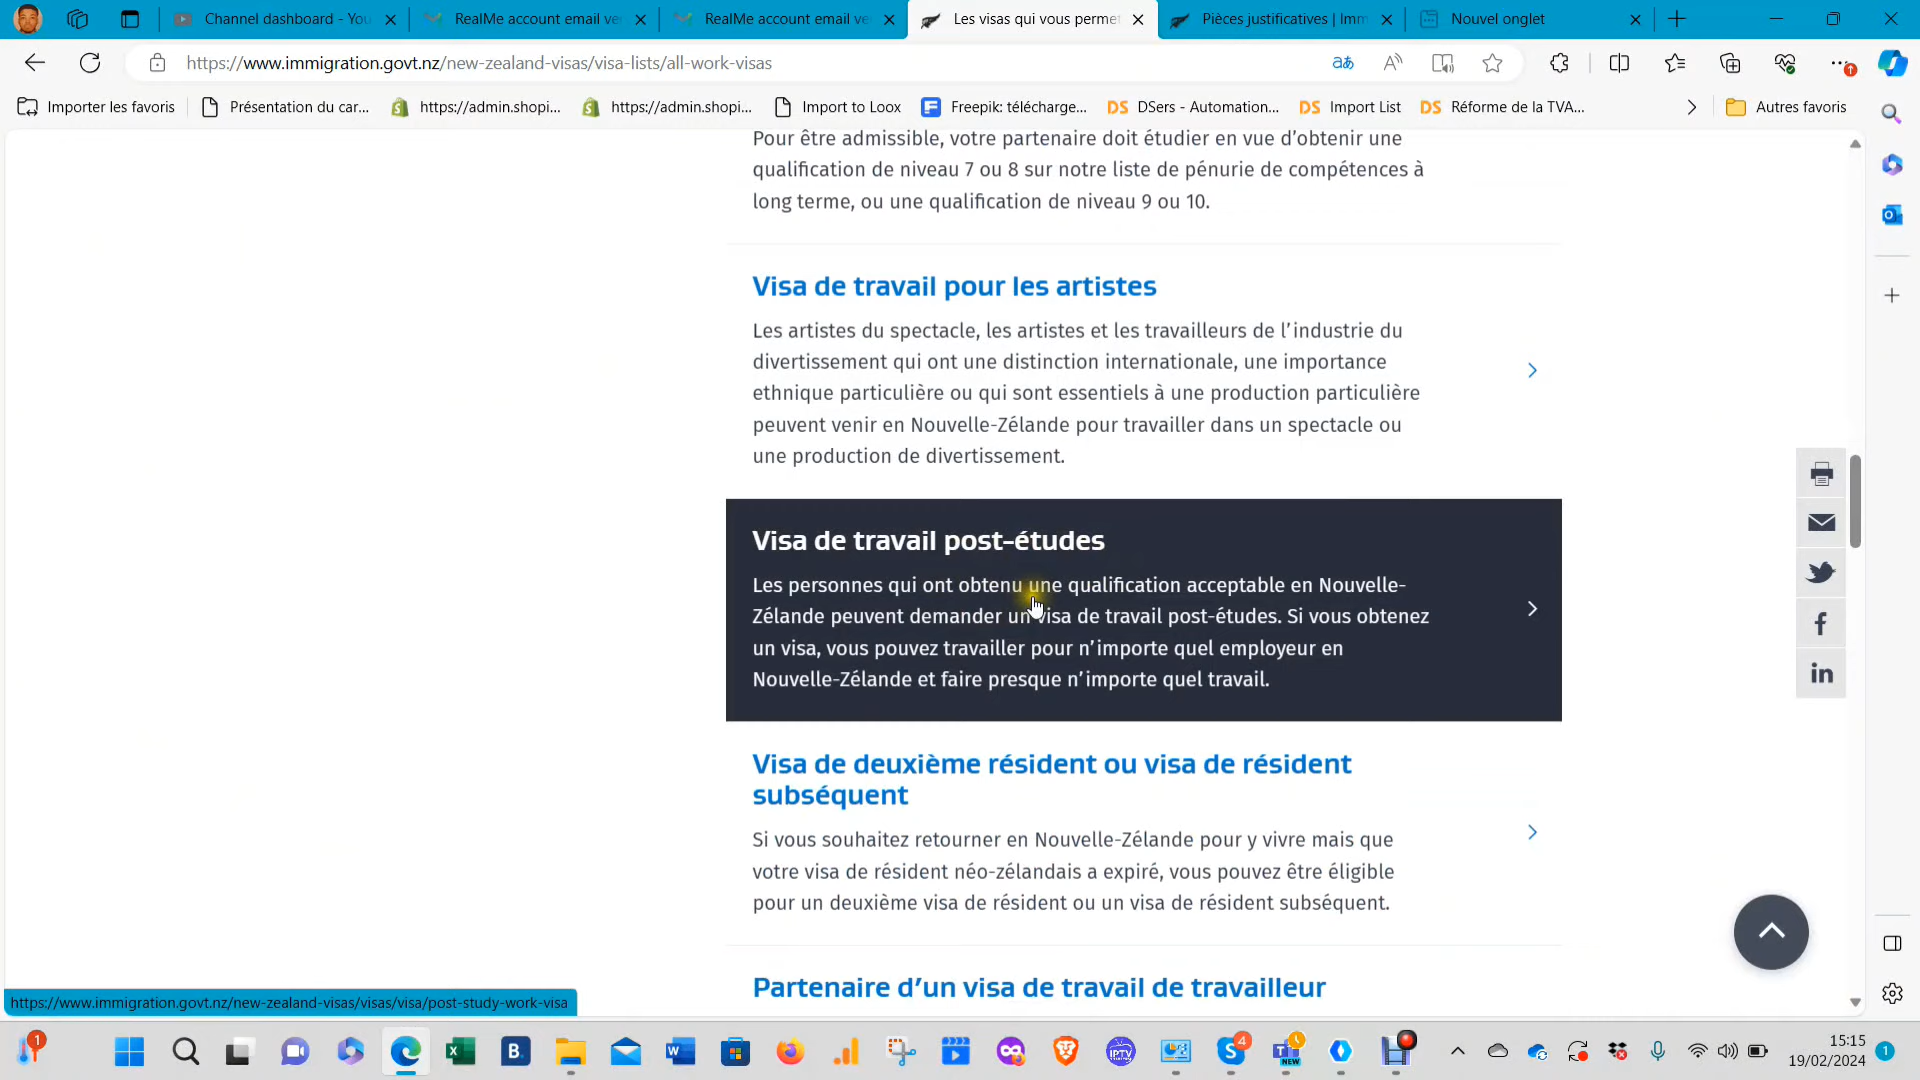 Channel dashboard - You
RealMe account email ve
RealMe account email ve
Les visas qui vous perme
Pièces justificatives | Imm
Nouvel onglet
https://www.immigration.govt.nz/new-zealand-visas/visa-lists/all-work-visas
Importer les favoris
Présentation du car...
https://admin.shopi...
https://admin.shopi...
Import to Loox
Freepik: télécharge...
DS
DSers - Automation...
DS
Import List
DS
Réforme de la TVA...
Autres favoris
Pour être admissible, votre partenaire doit étudier en vue d'obtenir une
qualification de niveau 7 ou 8 sur notre liste de pénurie de compétences à
long terme, ou une qualification de niveau 9 ou 10.
Visa de travail pour les artistes
Les artistes du spectacle, les artistes et les travailleurs de l'industrie du
divertissement qui ont une distinction internationale, une importance
ethnique particulière ou qui sont essentiels à une production particulière
peuvent venir en Nouvelle-Zélande pour travailler dans un spectacle ou
une production de divertissement.
Visa de travail post-études
Les personnes qui ont obtenu une qualification acceptable en Nouvelle-
Zélande peuvent demander un visa de travail post-études. Si vous obtenez
un visa, vous pouvez travailler pour n'importe quel employeur en
Nouvelle-Zélande et faire presque n'importe quel travail.
Visa de deuxième résident ou visa de résident
subséquent
Si vous souhaitez retourner en Nouvelle-Zélande pour y vivre mais que
votre visa de résident néo-zélandais a expiré, vous pouvez être éligible
pour un deuxième visa de résident ou un visa de résident subséquent.
Partenaire d'un visa de travail de travailleur
https://www.immigration.govt.nz/new-zealand-visas/visas/visa/post-study-work-visa
1
B.
IPTV
4
NEW
15:15
19/02/2024
1